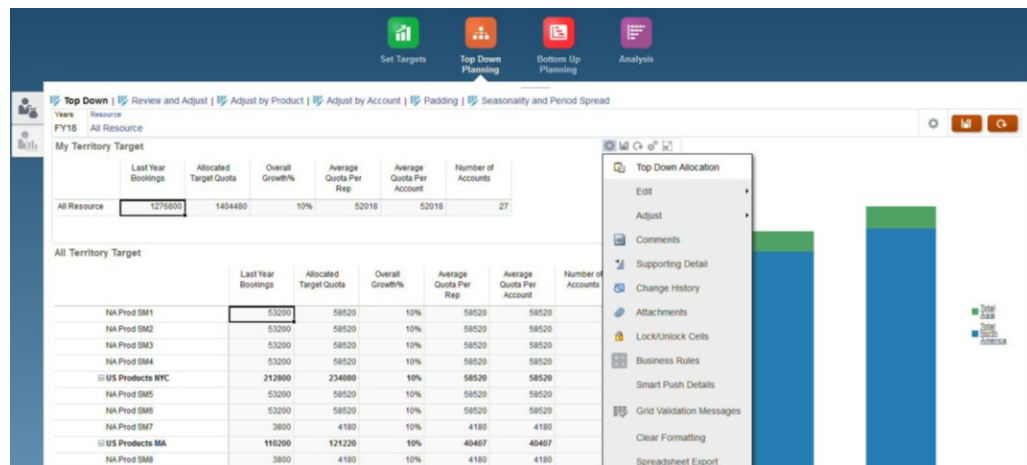 Set Targets
Top Down Planning
Bottom Up Planning
Analysis
Top Down | Review and Adjust | Adjust by Product | Adjust by Account | Padding | Seasonality and Period Spread
Years Resource
FY18 All Resource
My Territory Target
Last Year Bookings Allocated Target Quota Overall Growth% Average Quota Per Rep Average Quota Per Account Number of Accounts
All Resource 1276800 1404480 10% 52018 52018 27
All Territory Target
Last Year Bookings Allocated Target Quota Overall Growth% Average Quota Per Rep Average Quota Per Account Number of Accounts
NA Prod SM1 53200 58520 10% 58520 58520
NA Prod SM2 53200 58520 10% 58520 58520
NA Prod SM3 53200 58520 10% 58520 58520
NA Prod SM4 53200 58520 10% 58520 58520
US Products NYC 212800 234080 10% 58520 58520
NA Prod SM5 53200 58520 10% 58520 58520
NA Prod SM6 53200 58520 10% 58520 58520
NA Prod SM7 3800 4180 10% 4180 4180
US Products MA 110200 121220 10% 40407 40407
NA Prod SM8 3800 4180 10% 4180 4180
Top Down Allocation
Edit
Adjust
Comments
Supporting Detail
Change History
Attachments
Lock/Unlock Cells
Business Rules
Smart Push Details
Grid Validation Messages
Clear Formatting
Spreadsheet Export
Total Asia
Total North America